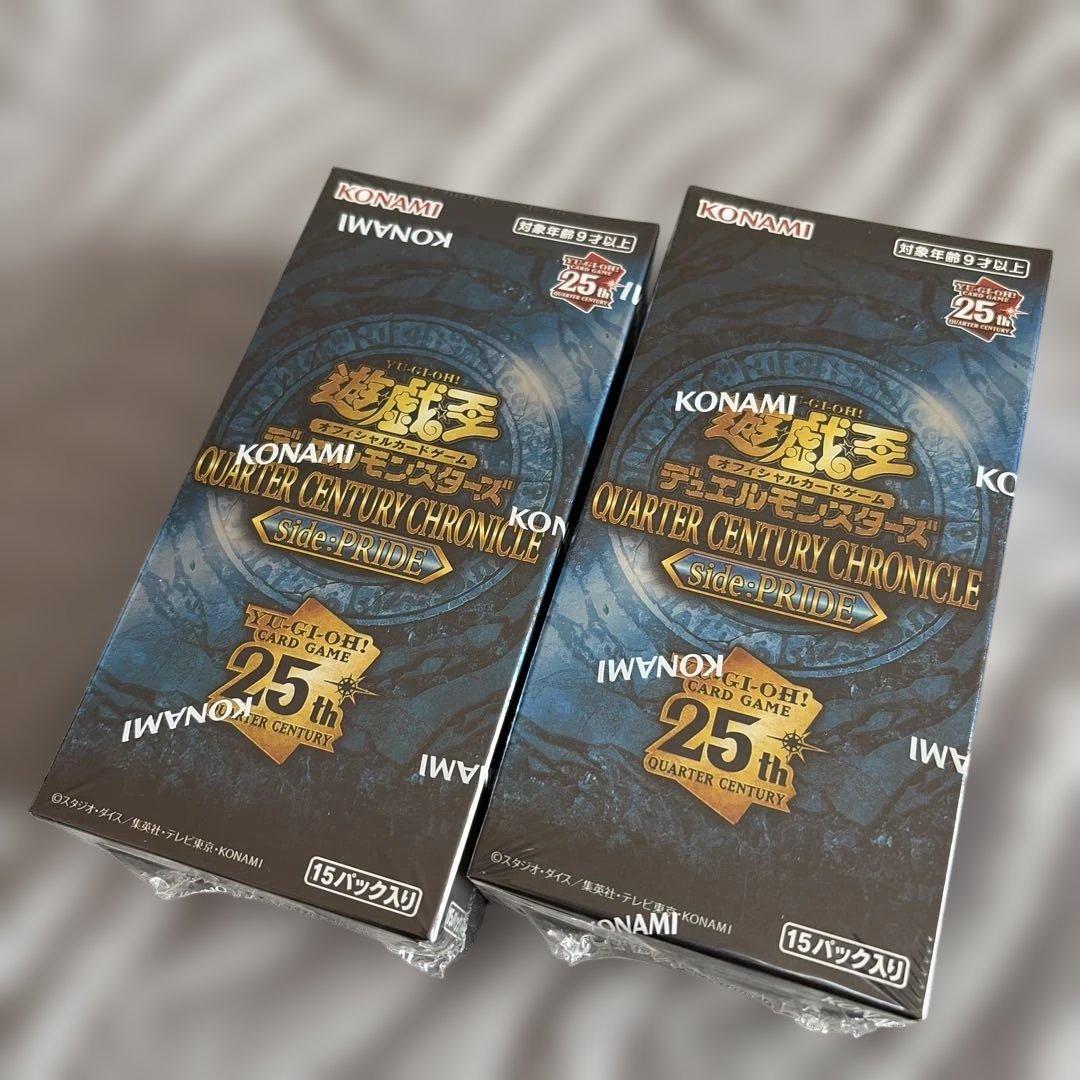 KONAMI
KONAMI
対象年齢9才以上
YU-GI-OH!
CARD GAME
25th
QUARTER CENTURY
YU-GI-OH!
遊☆戯☆王
オフィシャルカードゲーム
デュエルモンスターズ
KONAMI
QUARTER CENTURY CHRONICLE
side:PRIDE
KON
YU-GI-OH!
CARD GAME
25th
QUARTER CENTURY
KONAMI
KONAMI
©スタジオ・ダイス/集英社・テレビ東京・KONAMI
15パック入り
KONAMI
対象年齢9才以上
YU-GI-OH!
CARD GAME
25th
QUARTER CENTURY
KONAMI
YU-GI-OH!
遊☆戯☆王
オフィシャルカードゲーム
デュエルモンスターズ
KO
QUARTER CENTURY CHRONICLE
side:PRIDE
KONAMI
KONAMI
YU-GI-OH!
CARD GAME
25th
QUARTER CENTURY
©スタジオ・ダイス/集英社・テレビ東京・KONAMI
KONAMI
15パック入り